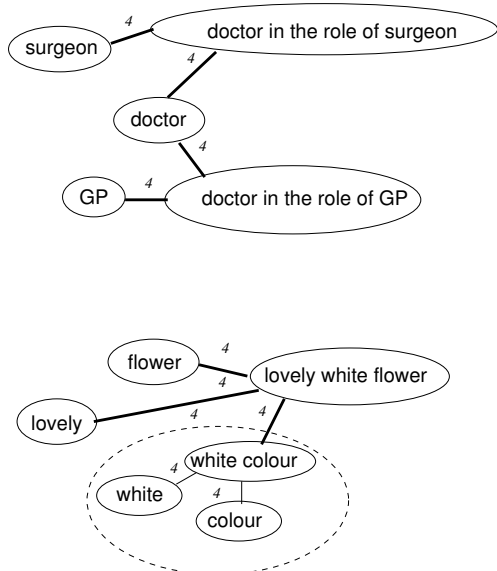 4
doctor in the role of surgeon
surgeon
4
doctor
4
4
GP
doctor in the role of GP
4
flower
lovely white flower
4
lovely
4
4
white colour
4
white
4
colour